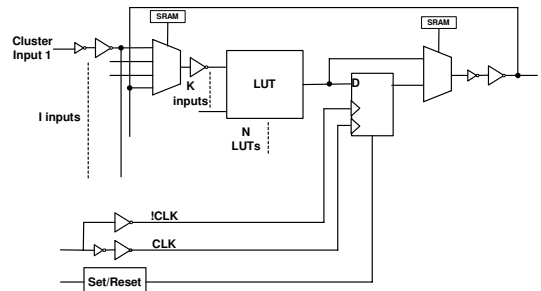 SRAM
SRAM
Cluster
Input 1
K
inputs
LUT
D
I inputs
N
LUTs
!CLK
CLK
Set/Reset